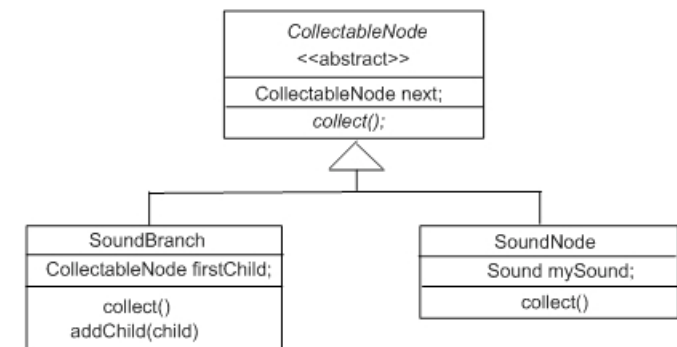 CollectableNode
<<abstract>>
CollectableNode next;
collect();
SoundBranch
CollectableNode firstChild;
collect()
addChild(child)
SoundNode
Sound mySound;
collect()